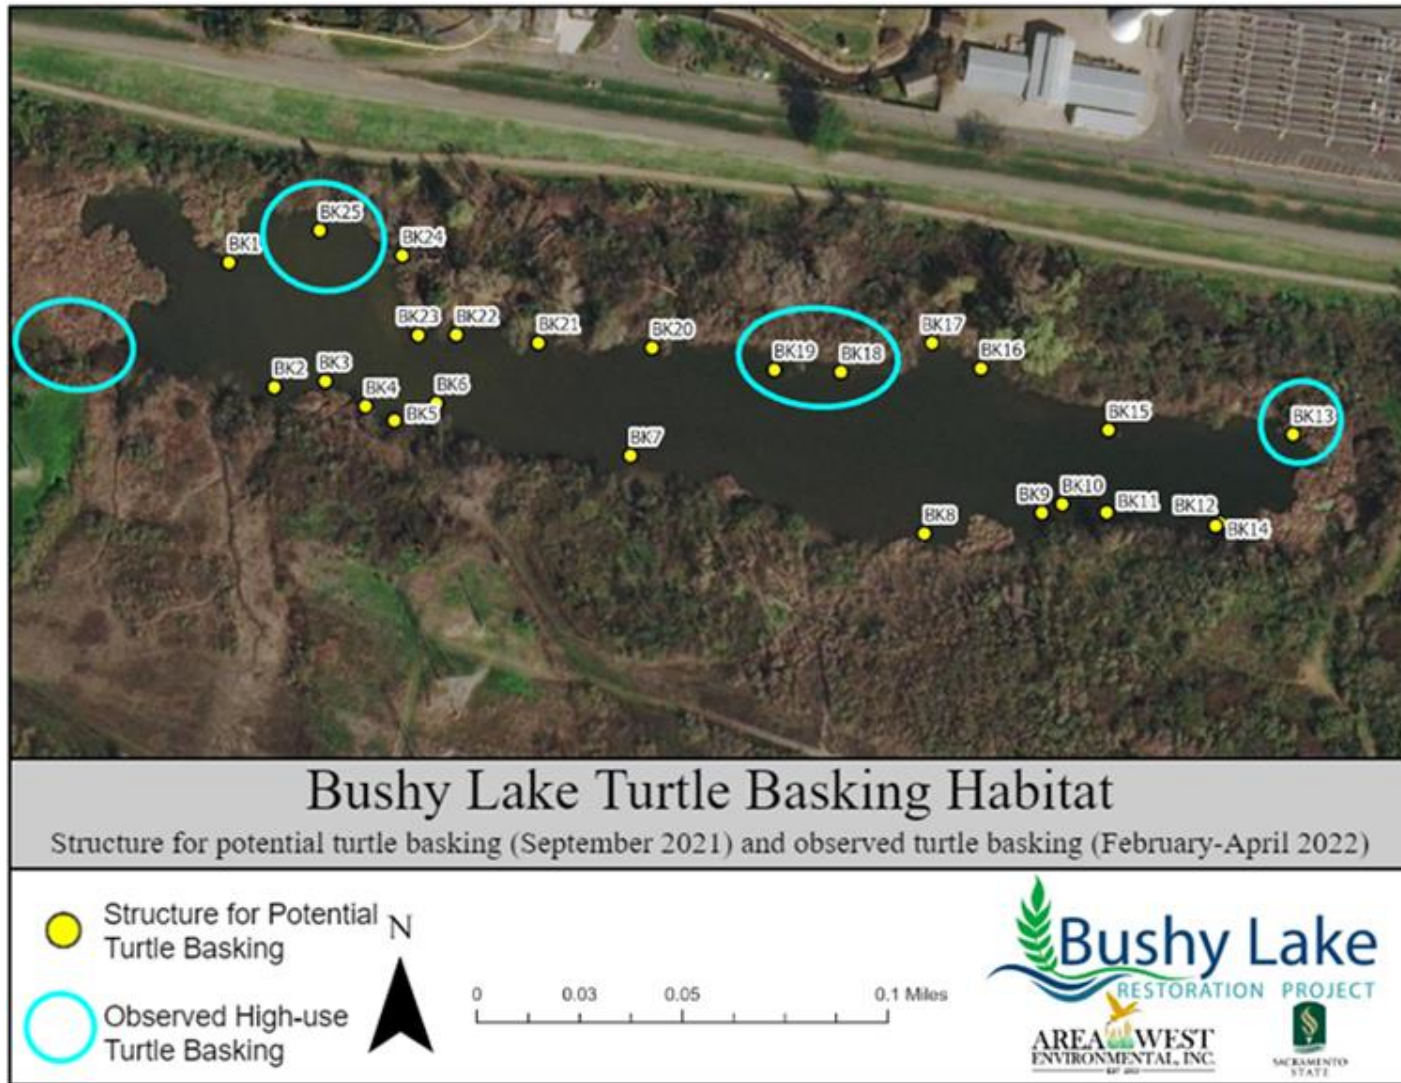 BK25
BK1
BK24
BK23
BK22
BK21
BK20
BK19
BK18
BK17
BK16
BK2
BK3
BK4
BK6
BK5
BK7
BK15
BK13
BK8
BK9
BK10
BK11
BK12
BK14
Bushy Lake Turtle Basking Habitat
Structure for potential turtle basking (September 2021) and observed turtle basking (February-April 2022)
Structure for Potential
Turtle Basking
N
Observed High-use
Turtle Basking
0 0.03 0.05 0.1 Miles
Bushy Lake
RESTORATION PROJECT
AREA WEST
ENVIRONMENTAL, INC.
SACRAMENTO
STATE